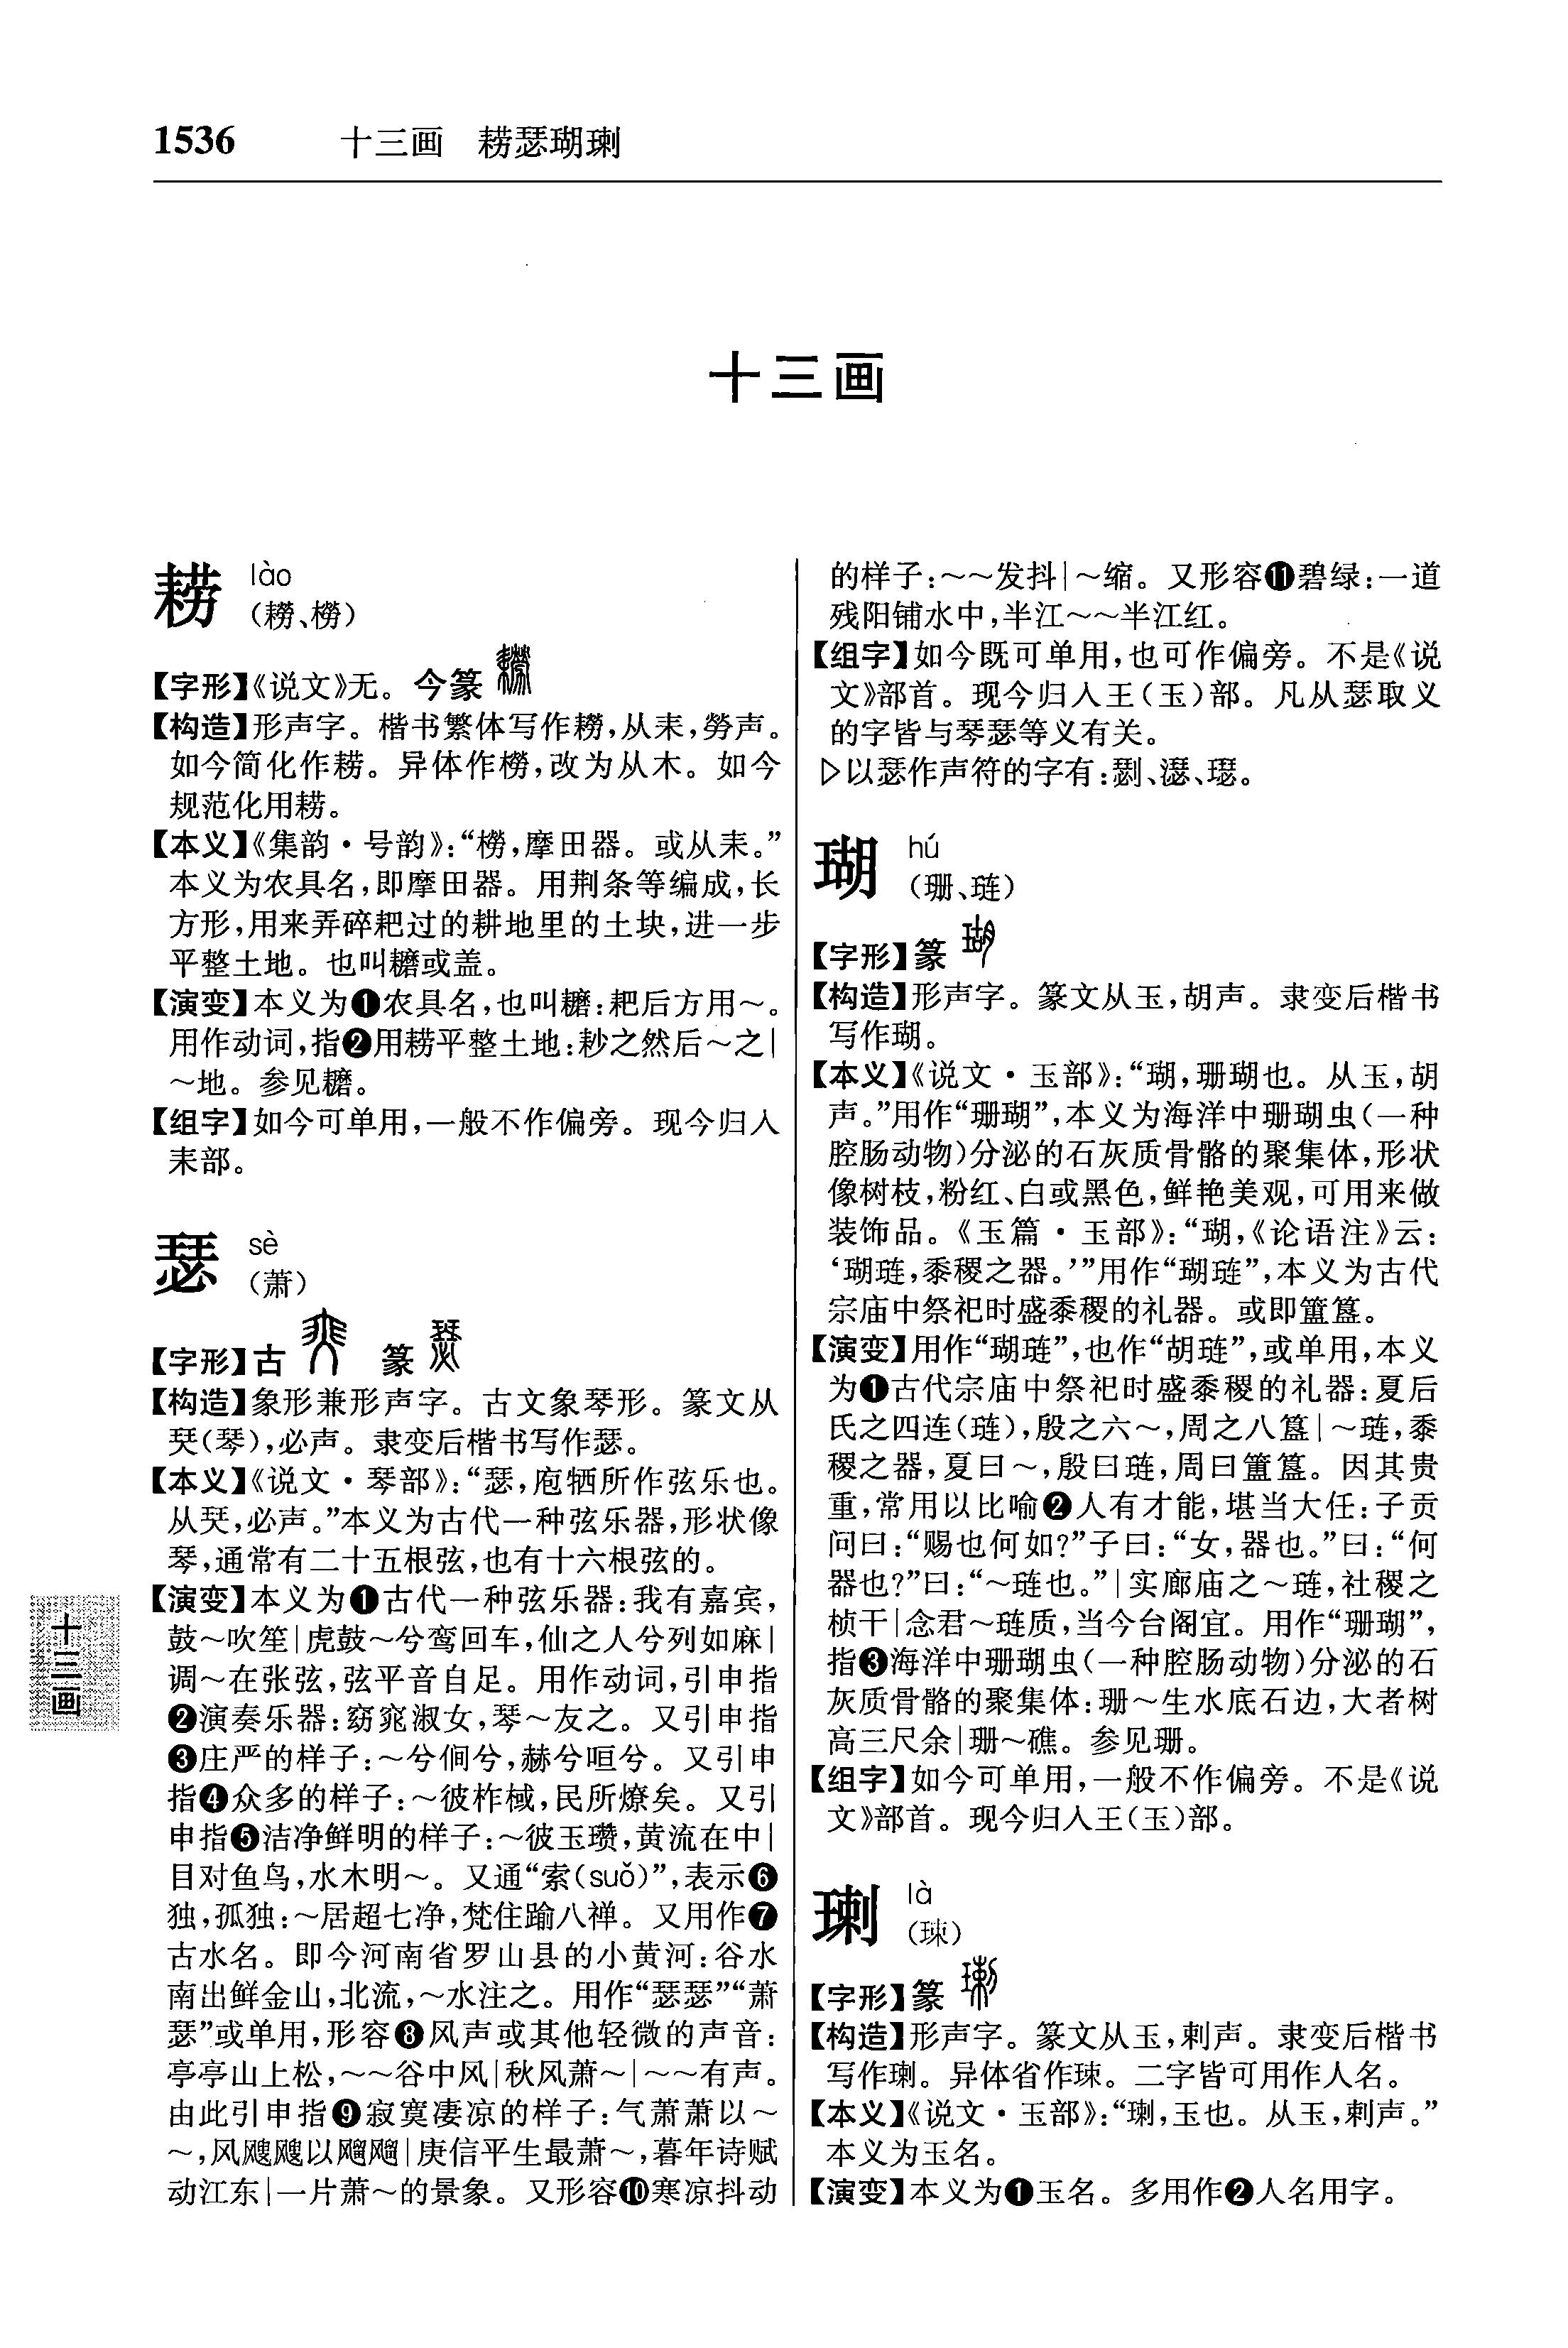 1536 十三画 耢瑟瑚瑓
十三画
耢 lào
（耮、橯）
【字形】《说文》无。今篆
【构造】形声字。楷书繁体写作耮，从耒，勞声。
如今简化作耢。异体作橯，改为从木。如今
规范化用耢。
【本义】《集韵·号韵》：“橯，摩田器。或从耒。”
本义为农具名，即摩田器。用荆条等编成，长
方形，用来弄碎耙过的耕地里的土块，进一步
平整土地。也叫耱或盖。
【演变】本义为❶农具名，也叫耱：耙后方用～。
用作动词，指❷用耢平整土地：耖之然后～之|
～地。参见耱。
【组字】如今可单用，一般不作偏旁。现今归入
耒部。
瑟 sè
（萧）
【字形】古 篆
【构造】象形兼形声字。古文象琴形。篆文从
珡（琴），必声。隶变后楷书写作瑟。
【本义】《说文·琴部》：“瑟，庖牺所作弦乐也。
从珡，必声。”本义为古代一种弦乐器，形状像
琴，通常有二十五根弦，也有十六根弦的。
【演变】本义为❶古代一种弦乐器：我有嘉宾，
鼓～吹笙|虎鼓～兮鸾回车，仙之人兮列如麻|
调～在张弦，弦平音自足。用作动词，引申指
❷演奏乐器：窈窕淑女，琴～友之。又引申指
❸庄严的样子：～兮僩兮，赫兮咺兮。又引申
指❹众多的样子：～彼柞棫，民所燎矣。又引
申指❺洁净鲜明的样子：～彼玉瓒，黄流在中|
目对鱼鸟，水木明～。又通“索（suǒ）”，表示❻
独，孤独：～居超七净，梵住踰八禅。又用作❼
古水名。即今河南省罗山县的小黄河：谷水
南出鲜金山，北流，～水注之。用作“瑟瑟”“萧
瑟”或单用，形容❽风声或其他轻微的声音：
亭亭山上松，～～谷中风|秋风萧～|～～有声。
由此引申指❾寂寞凄凉的样子：气萧萧以～
～，风飕飕以飗飗|庾信平生最萧～，暮年诗赋
动江东|一片萧～的景象。又形容❿寒凉抖动
的样子：～～发抖|～缩。又形容⓫碧绿：一道
残阳铺水中，半江～～半江红。
【组字】如今既可单用，也可作偏旁。不是《说
文》部首。现今归入王（玉）部。凡从瑟取义
的字皆与琴瑟等义有关。
▷以瑟作声符的字有：㻎、濏、璱。
瑚 hú
（珊、琏）
【字形】篆
【构造】形声字。篆文从玉，胡声。隶变后楷书
写作瑚。
【本义】《说文·玉部》：“瑚，珊瑚也。从玉，胡
声。”用作“珊瑚”，本义为海洋中珊瑚虫（一种
腔肠动物）分泌的石灰质骨骼的聚集体，形状
像树枝，粉红、白或黑色，鲜艳美观，可用来做
装饰品。《玉篇·玉部》：“瑚，《论语注》云：
‘瑚琏，黍稷之器。’”用作“瑚琏”，本义为古代
宗庙中祭祀时盛黍稷的礼器。或即簠簋。
【演变】用作“瑚琏”，也作“胡琏”，或单用，本义
为❶古代宗庙中祭祀时盛黍稷的礼器：夏后
氏之四连（琏），殷之六～，周之八簋|～琏，黍
稷之器，夏曰～，殷曰琏，周曰簠簋。因其贵
重，常用以比喻❷人有才能，堪当大任：子贡
问曰：“赐也何如？”子曰：“女，器也。”曰：“何
器也？”曰：“～琏也。”|实廊庙之～琏，社稷之
桢干|念君～琏质，当今台阁宜。用作“珊瑚”，
指❸海洋中珊瑚虫（一种腔肠动物）分泌的石
灰质骨骼的聚集体：珊～生水底石边，大者树
高三尺余|珊～礁。参见珊。
【组字】如今可单用，一般不作偏旁。不是《说
文》部首。现今归入王（玉）部。
瑓 là
（𤥭）
【字形】篆
【构造】形声字。篆文从玉，剌声。隶变后楷书
写作瑓。异体省作𤥭。二字皆可用作人名。
【本义】《说文·玉部》：“瑓，玉也。从玉，剌声。”
本义为玉名。
【演变】本义为❶玉名。多用作❷人名用字。
十三画